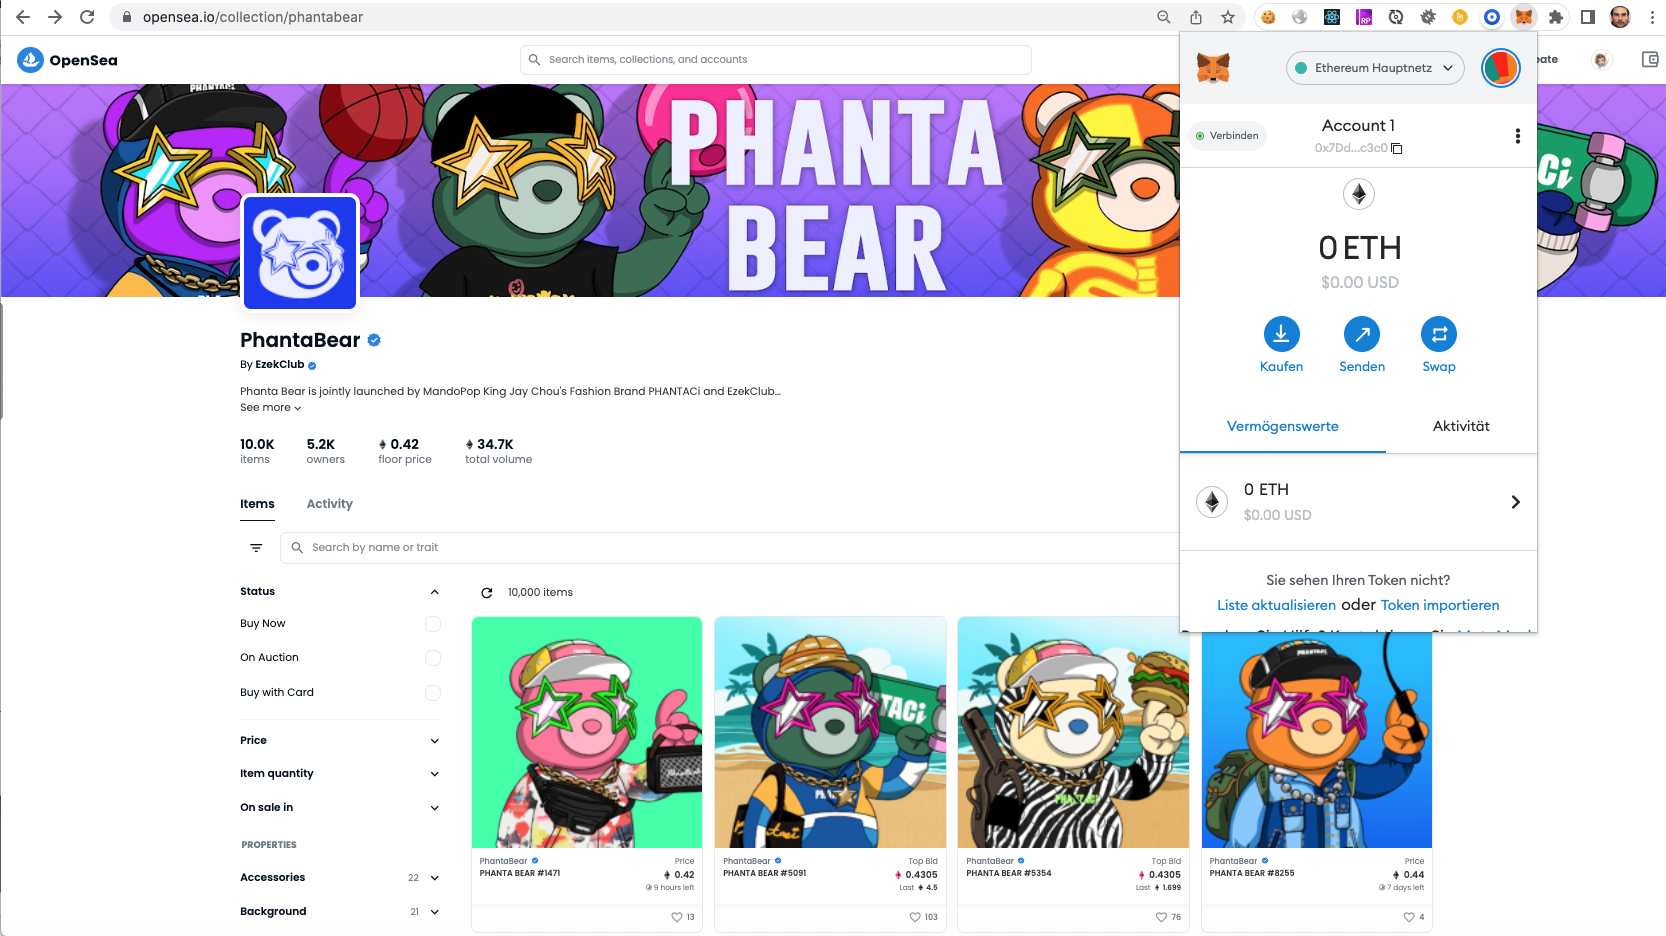 opensea.io/collection/phantabear
OpenSea
Search items, collections, and accounts
eate
PHANTA
BEAR
PhantaBear
By EzekClub
Phanta Bear is jointly launched by MandoPop King Jay Chou's Fashion Brand PHANTACi and EzekClub...
See more
10.0K
items
5.2K
owners
0.42
floor price
34.7K
total volume
Items
Activity
Search by name or trait
Status
Buy Now
On Auction
Buy with Card
Price
Item quantity
On sale in
PROPERTIES
Accessories
22
Background
21
10,000 items
PhantaBear
PHANTA BEAR #1471
Price
0.42
9 hours left
13
PhantaBear
PHANTA BEAR #5091
Top Bid
0.4305
Last 4.5
103
PhantaBear
PHANTA BEAR #5354
Top Bid
0.4305
Last 1.699
76
PhantaBear
PHANTA BEAR #8255
Price
0.44
7 days left
4
Ethereum Hauptnetz
Verbinden
Account 1
0x7Dd...c3c0
0 ETH
$0.00 USD
Kaufen
Senden
Swap
Vermögenswerte
Aktivität
0 ETH
$0.00 USD
Sie sehen Ihren Token nicht?
Liste aktualisieren oder Token importieren